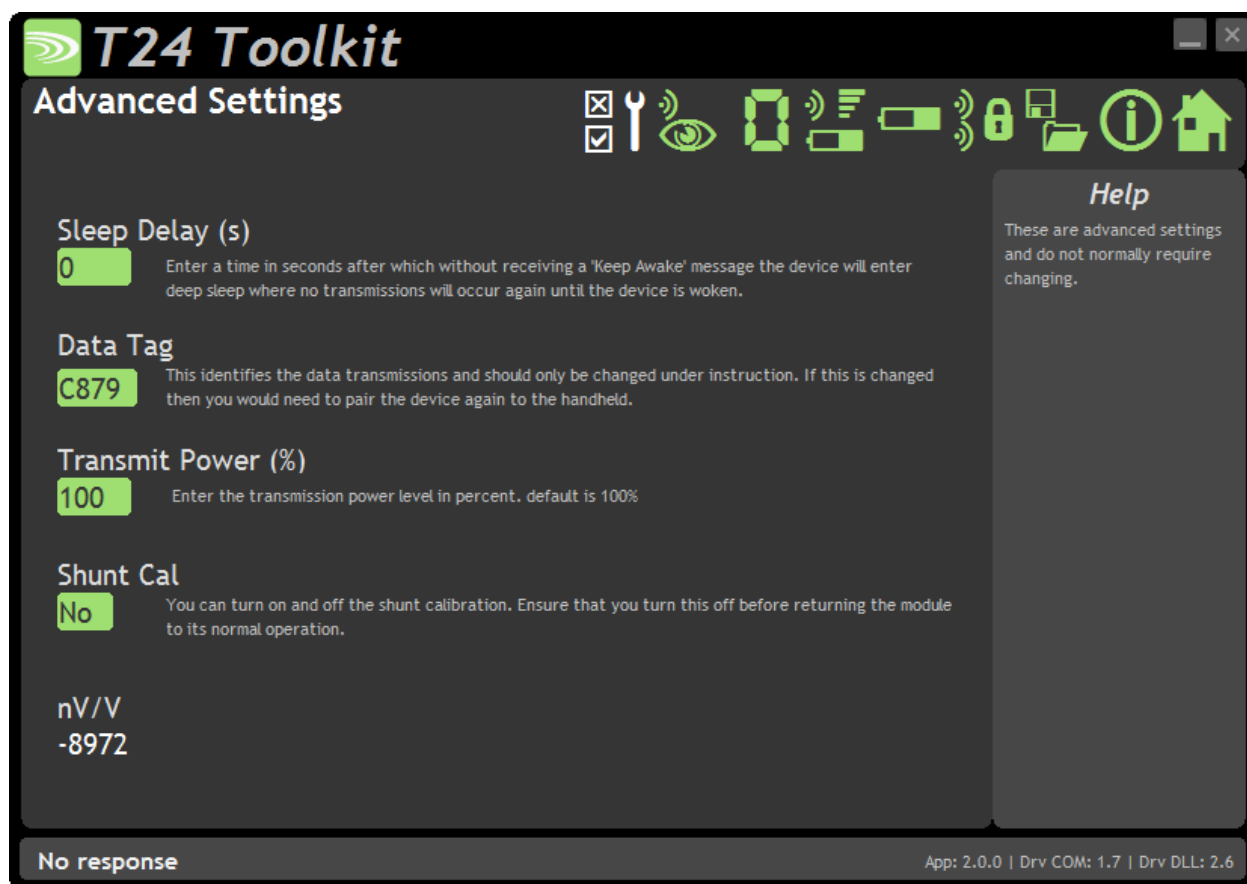 T24 Toolkit
Advanced Settings
Help
These are advanced settings
and do not normally require
changing.
Sleep Delay (s)
0
Enter a time in seconds after which without receiving a 'Keep Awake' message the device will enter
deep sleep where no transmissions will occur again until the device is woken.
Data Tag
C879
This identifies the data transmissions and should only be changed under instruction. If this is changed
then you would need to pair the device again to the handheld.
Transmit Power (%)
100
Enter the transmission power level in percent. default is 100%
Shunt Cal
No
You can turn on and off the shunt calibration. Ensure that you turn this off before returning the module
to its normal operation.
nV/V
-8972
No response
App: 2.0.0 | Drv COM: 1.7 | Drv DLL: 2.6